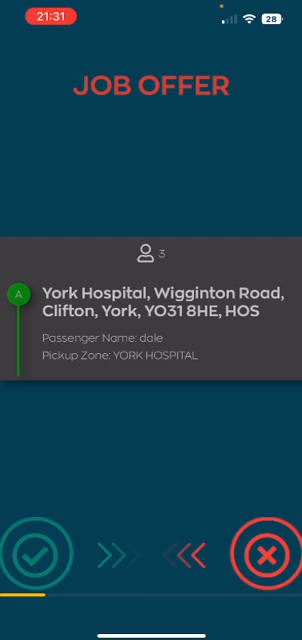 21:31
28
JOB OFFER
3
A
York Hospital, Wigginton Road,
Clifton, York, YO31 8HE, HOS
Passenger Name: dale
Pickup Zone: YORK HOSPITAL